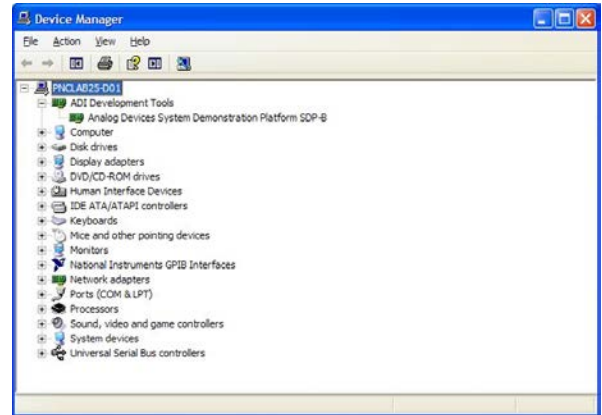 Device Manager
File Action View Help
PNCLAB25-D01
ADI Development Tools
Analog Devices System Demonstration Platform SDP-B
Computer
Disk drives
Display adapters
DVD/CD-ROM drives
Human Interface Devices
IDE ATA/ATAPI controllers
Keyboards
Mice and other pointing devices
Monitors
National Instruments GPIB Interfaces
Network adapters
Ports (COM & LPT)
Processors
Sound, video and game controllers
System devices
Universal Serial Bus controllers